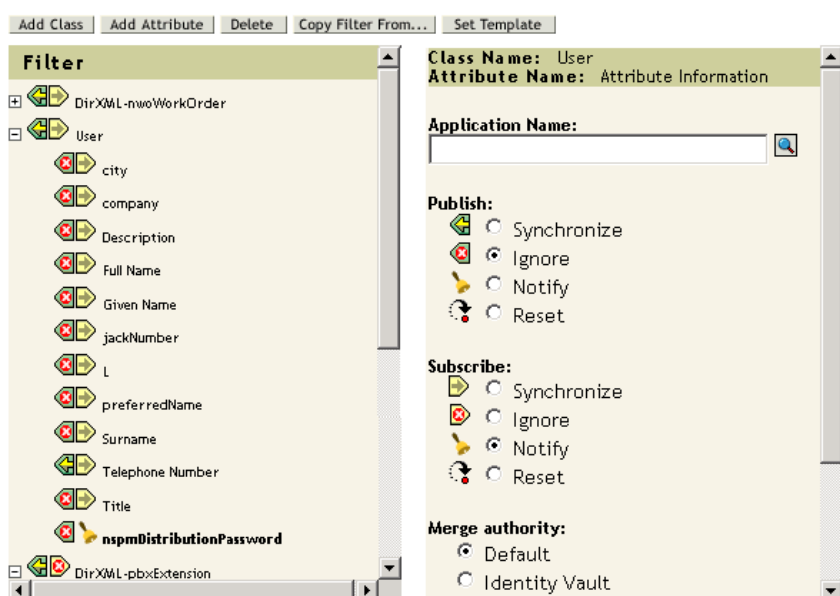 Add Class Add Attribute Delete Copy Filter From... Set Template
Filter
DirXML-nwoWorkOrder
User
city
company
Description
Full Name
Given Name
jackNumber
L
preferredName
Surname
Telephone Number
Title
nspmDistributionPassword
DirXML-pbxExtension
Class Name: User
Attribute Name: Attribute Information
Application Name:
Publish:
Synchronize
Ignore
Notify
Reset
Subscribe:
Synchronize
Ignore
Notify
Reset
Merge authority:
Default
Identity Vault